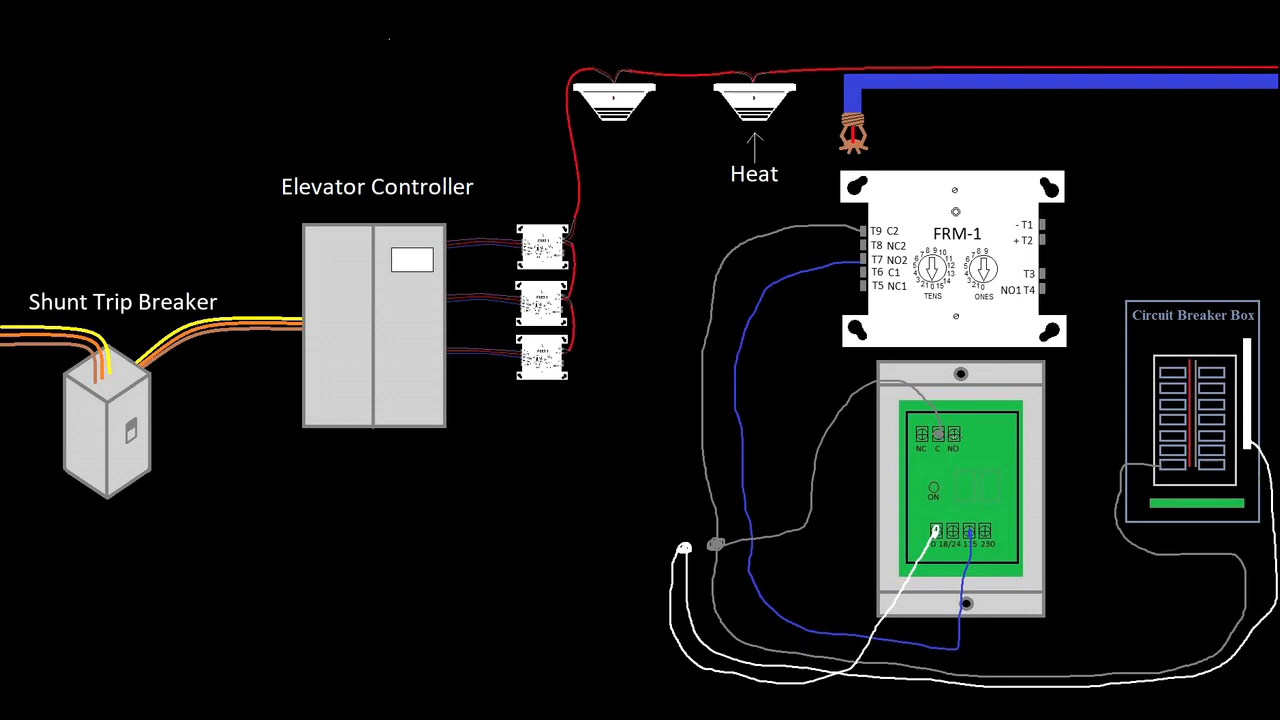 Elevator Controller
Shunt Trip Breaker
Heat
FRM-1
T9 C2
T8 NC2
T7 NO2
T6 C1
T5 NC1
- T1
+ T2
T3
NO1 T4
TENS
ONES
Circuit Breaker Box
NC C NO
ON
0 18/24 115 230